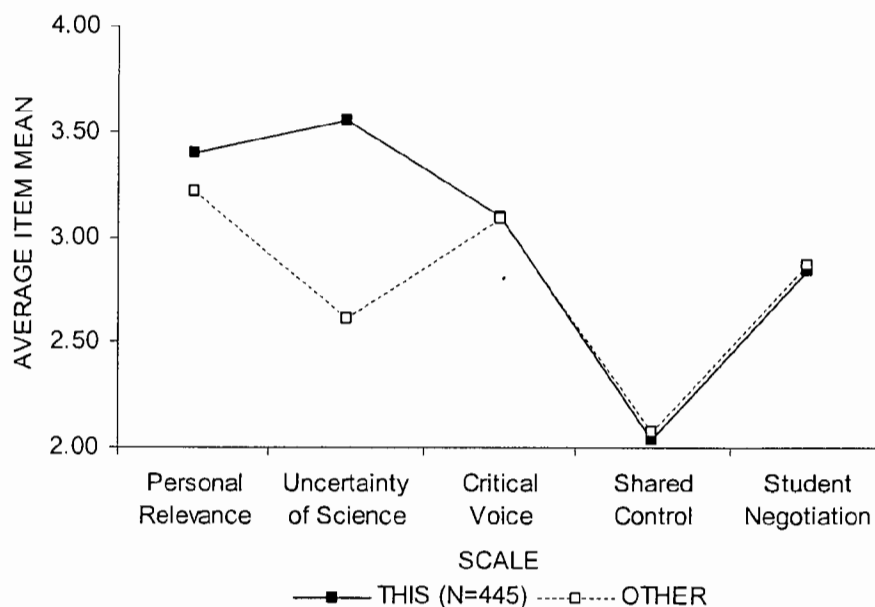 4.00
3.50
3.00
2.50
2.00
AVERAGE ITEM MEAN
Personal Relevance
Uncertainty of Science
Critical Voice
Shared Control
Student Negotiation
SCALE
THIS (N=445) OTHER